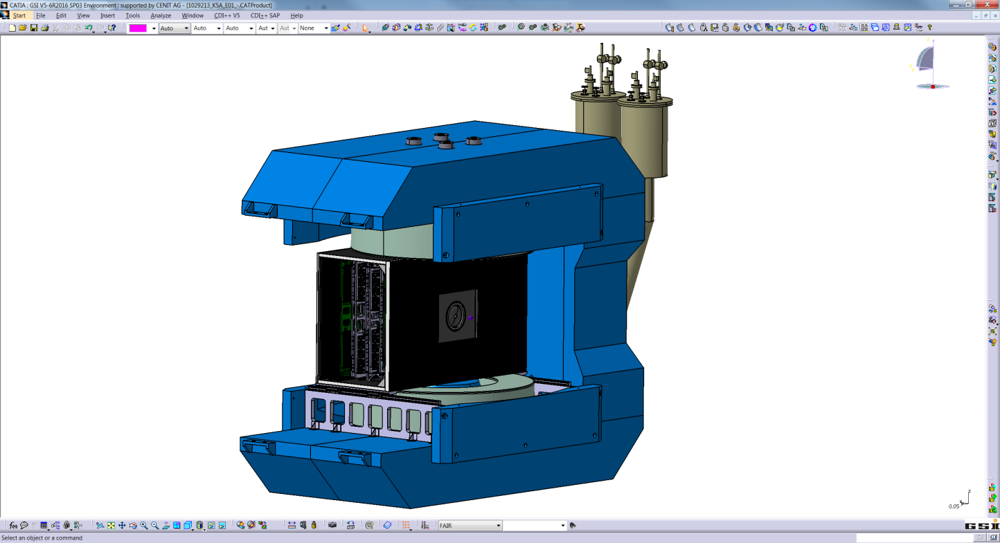 CATIA : GSI V5-6R2016 SP03 Environment : supported by CENIT AG - [1029213_K5A_E01_-.CATProduct]
Start File Edit View Insert Tools Analyze Window CDI++ V5 CDI++ SAP Help
Auto Auto Auto Aut Aut None
z
x
y
z
x
y
0,05
f(x) FAIR
GSI
Select an object or a command